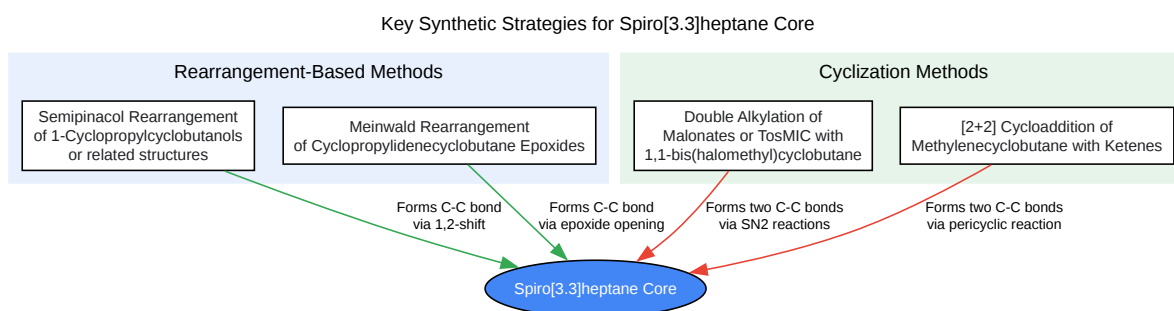 Key Synthetic Strategies for Spiro[3.3]heptane Core
Rearrangement-Based Methods
Cyclization Methods
Semipinacol Rearrangement
of 1-Cyclopropylcyclobutanols
or related structures
Meinwald Rearrangement
of Cyclopropylidenecyclobutane Epoxides
Double Alkylation of
Malonates or TosMIC with
1,1-bis(halomethyl)cyclobutane
[2+2] Cycloaddition of
Methylenecyclobutane with Ketenes
Forms C-C bond
via 1,2-shift
Forms C-C bond
via epoxide opening
Forms two C-C bonds
via SN2 reactions
Forms two C-C bonds
via pericyclic reaction
Spiro[3.3]heptane Core